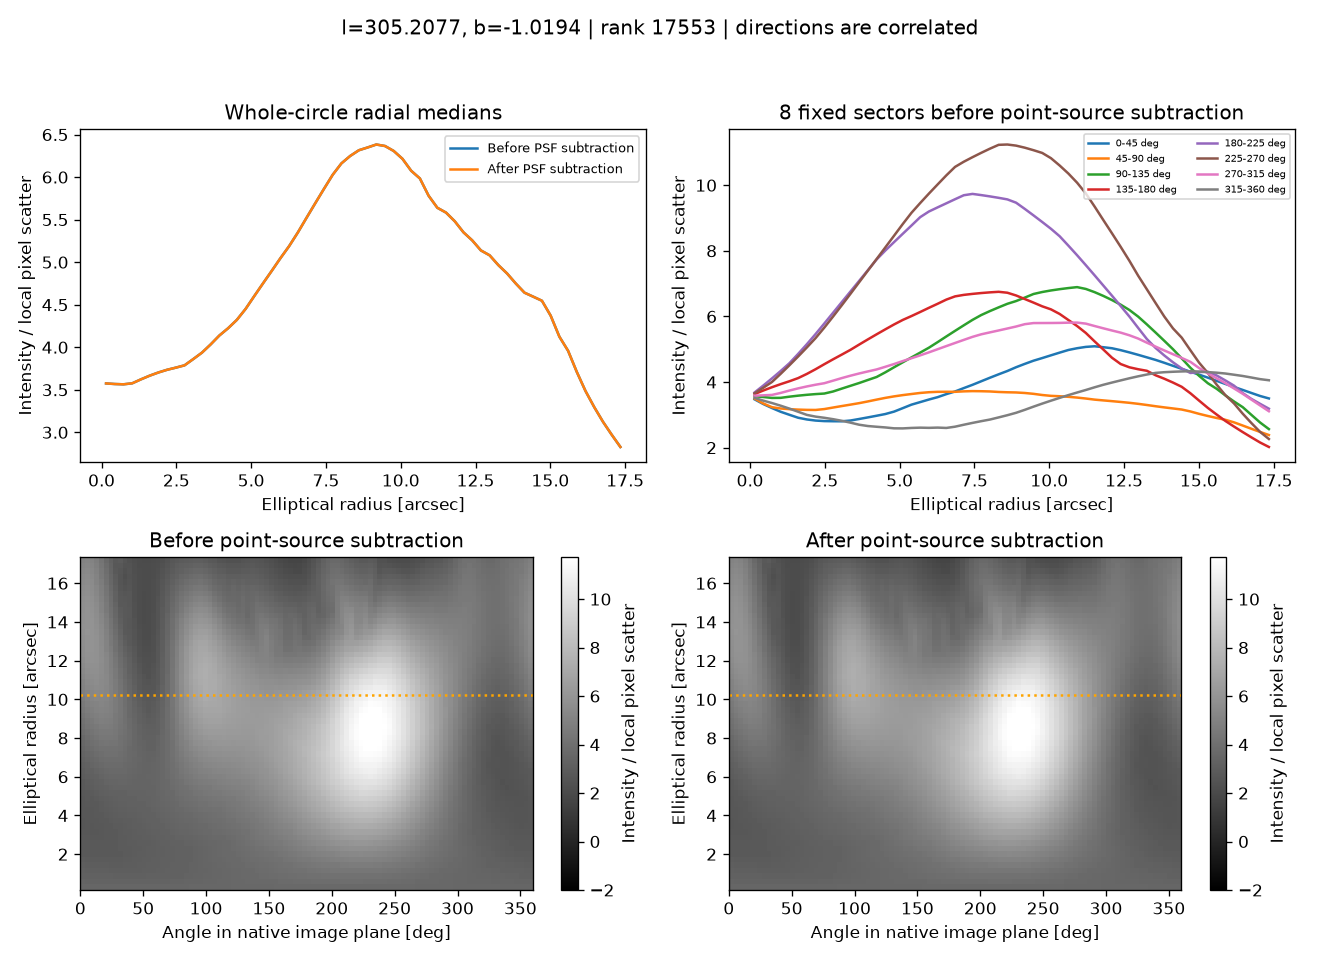 l=305.2077, b=-1.0194 | rank 17553 | directions are correlated
Whole-circle radial medians
Intensity / local pixel scatter
6.5
6.0
5.5
5.0
4.5
4.0
3.5
3.0
Before PSF subtraction
After PSF subtraction
0.0 2.5 5.0 7.5 10.0 12.5 15.0 17.5
Elliptical radius [arcsec]
8 fixed sectors before point-source subtraction
Intensity / local pixel scatter
10
8
6
4
2
0-45 deg
45-90 deg
90-135 deg
135-180 deg
180-225 deg
225-270 deg
270-315 deg
315-360 deg
0.0 2.5 5.0 7.5 10.0 12.5 15.0 17.5
Elliptical radius [arcsec]
Before point-source subtraction
Elliptical radius [arcsec]
16
14
12
10
8
6
4
2
0 50 100 150 200 250 300 350
Angle in native image plane [deg]
10
8
6
4
2
0
−2
Intensity / local pixel scatter
After point-source subtraction
Elliptical radius [arcsec]
16
14
12
10
8
6
4
2
0 50 100 150 200 250 300 350
Angle in native image plane [deg]
10
8
6
4
2
0
−2
Intensity / local pixel scatter